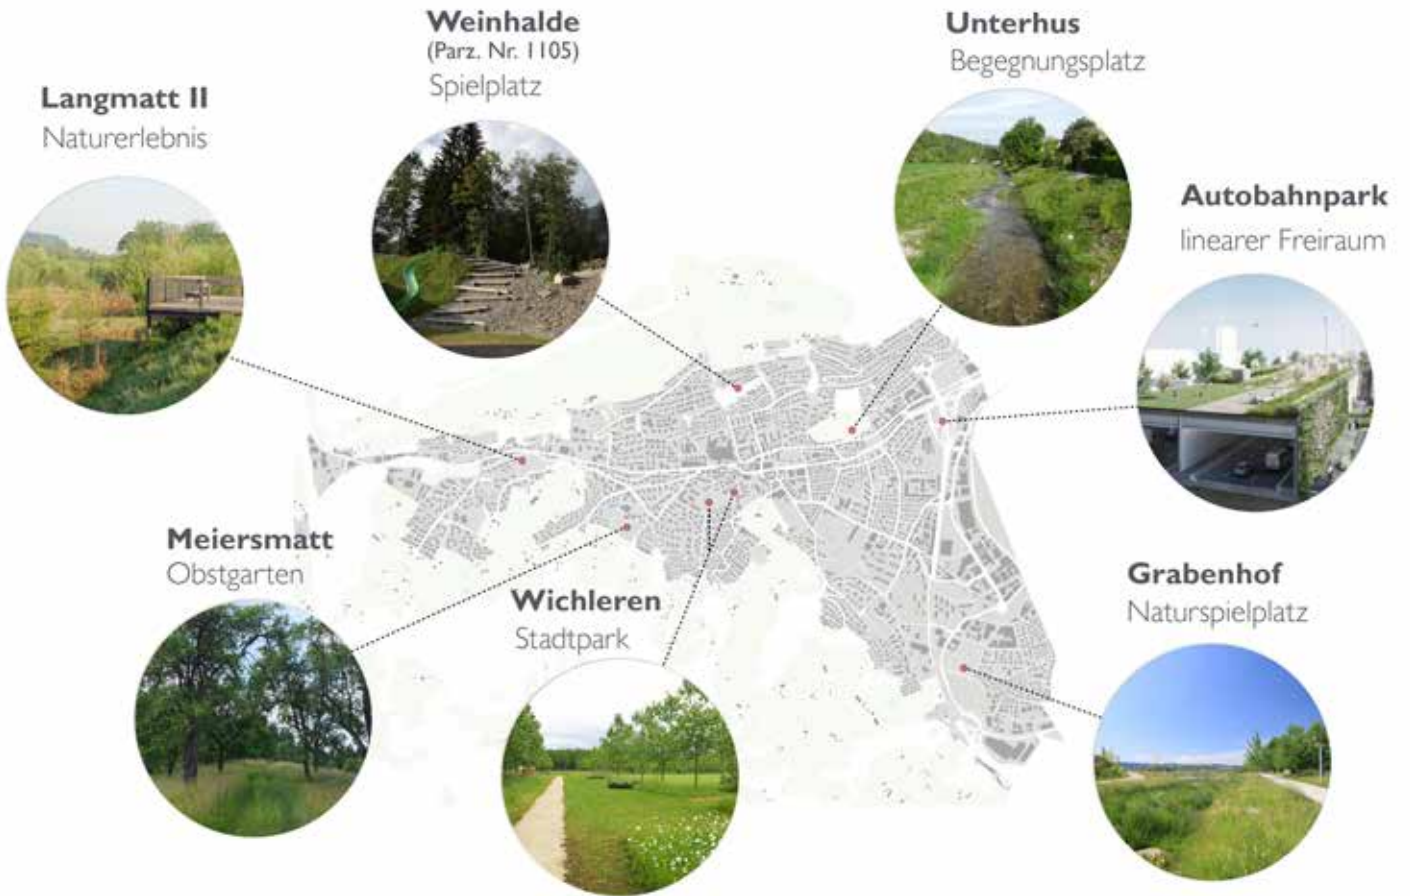 Weinhalde
(Parz. Nr. 1105)
Spielplatz
Unterhus
Begegnungsplatz
Langmatt II
Naturerlebnis
Autobahnpark
linearer Freiraum
Meiersmatt
Obstgarten
Wichleren
Stadtpark
Grabenhof
Naturspielplatz